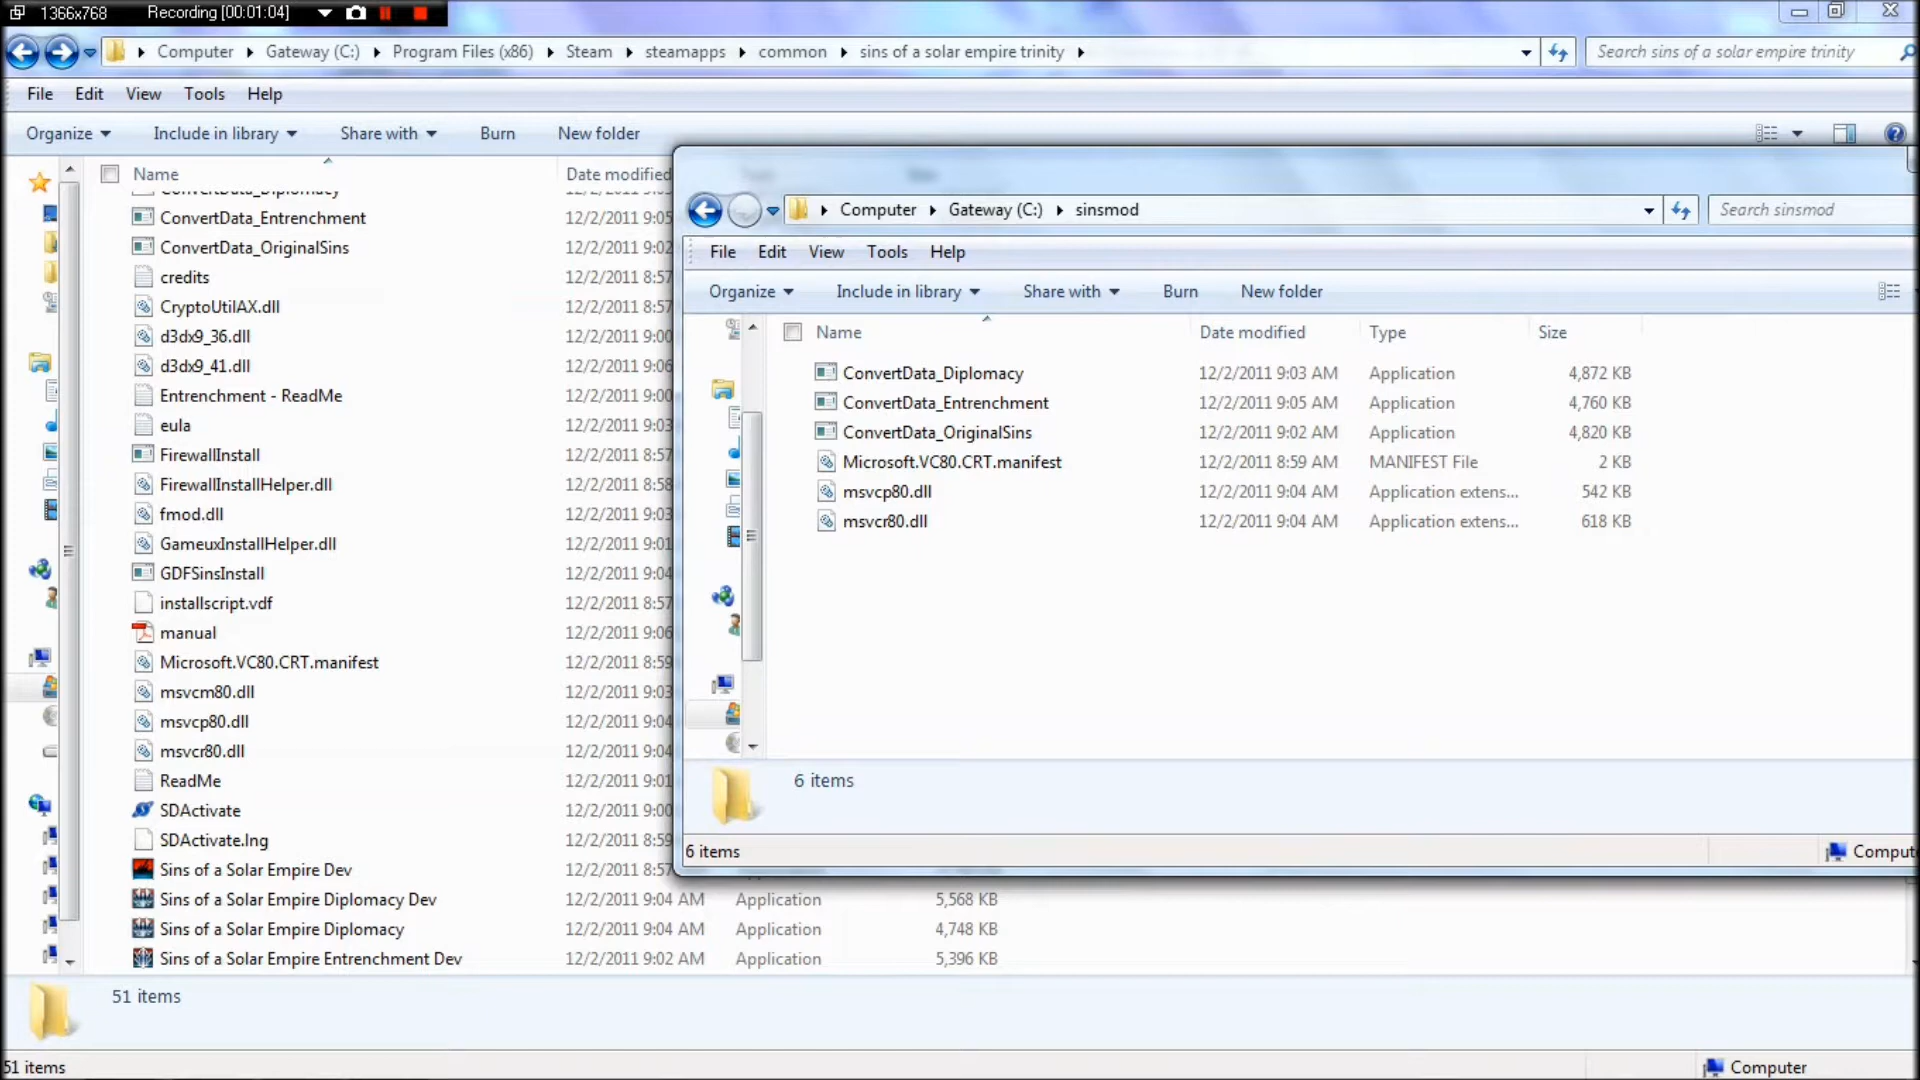 1366x768 Recording [00:01:04]
Computer Gateway (C:) Program Files (x86) Steam steamapps common sins of a solar empire trinity Search sins of a solar empire trinity
File Edit View Tools Help
Organize Include in library Share with Burn New folder
Name Date modified
ConvertData_Diplomacy
ConvertData_Entrenchment 12/2/2011 9:05
ConvertData_OriginalSins 12/2/2011 9:02
credits 12/2/2011 8:57
CryptoUtilAX.dll 12/2/2011 8:57
d3dx9_36.dll 12/2/2011 9:00
d3dx9_41.dll 12/2/2011 9:06
Entrenchment - ReadMe 12/2/2011 9:00
eula 12/2/2011 9:03
FirewallInstall 12/2/2011 8:57
FirewallInstallHelper.dll 12/2/2011 8:58
fmod.dll 12/2/2011 9:03
GameuxInstallHelper.dll 12/2/2011 9:01
GDFSinsInstall 12/2/2011 9:04
installscript.vdf 12/2/2011 8:57
manual 12/2/2011 9:06
Microsoft.VC80.CRT.manifest 12/2/2011 8:59
msvcm80.dll 12/2/2011 9:03
msvcp80.dll 12/2/2011 9:04
msvcr80.dll 12/2/2011 9:04
ReadMe 12/2/2011 9:01
SDActivate 12/2/2011 9:00
SDActivate.lng 12/2/2011 8:59
Sins of a Solar Empire Dev 12/2/2011 8:57
Sins of a Solar Empire Diplomacy Dev 12/2/2011 9:04 AM Application 5,568 KB
Sins of a Solar Empire Diplomacy 12/2/2011 9:04 AM Application 4,748 KB
Sins of a Solar Empire Entrenchment Dev 12/2/2011 9:02 AM Application 5,396 KB
51 items
51 items Computer
Computer Gateway (C:) sinsmod Search sinsmod
File Edit View Tools Help
Organize Include in library Share with Burn New folder
Name Date modified Type Size
ConvertData_Diplomacy 12/2/2011 9:03 AM Application 4,872 KB
ConvertData_Entrenchment 12/2/2011 9:05 AM Application 4,760 KB
ConvertData_OriginalSins 12/2/2011 9:02 AM Application 4,820 KB
Microsoft.VC80.CRT.manifest 12/2/2011 8:59 AM MANIFEST File 2 KB
msvcp80.dll 12/2/2011 9:04 AM Application extens... 542 KB
msvcr80.dll 12/2/2011 9:04 AM Application extens... 618 KB
6 items
6 items Comput